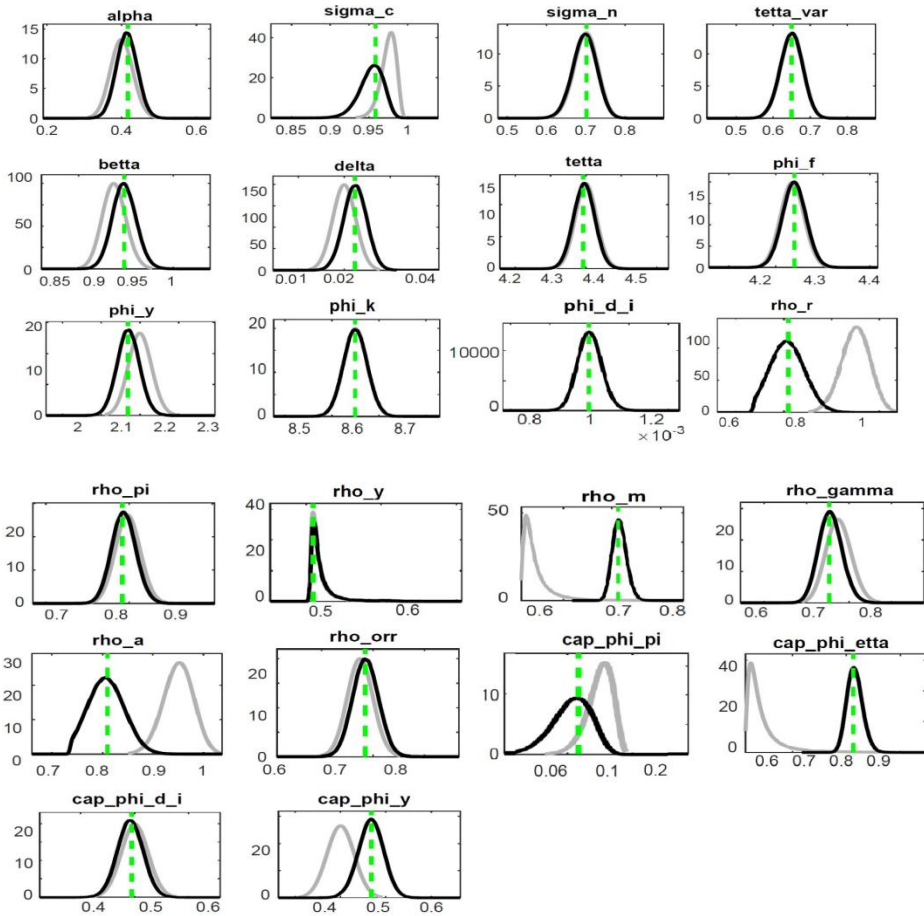 alpha sigma_c sigma_n tetta_var
15 10 5 0 0.2 0.4 0.6
40 20 0 0.85 0.95 1
10 5 0 0.5 0.6 0.7 0.8
0 5 0 0.5 0.6 0.7 0.8
betta delta tetta phi_f
100 75 50 0 0.85 0.90 0.95 1
150 100 50 0 0.01 0.02 0.04
15 10 5 0 4.2 4.3 4.4 4.5
15 10 5 0 4.2 4.3 4.4
phi_y phi_k phi_d_i rho_r
20 10 0 2 2.1 2.2 2.3
20 10 0 8.5 8.6 8.7
10000 0 0.8 1 1.2 × 10 -3
100 50 0 0.6 0.8 1
rho_pi rho_y rho_m rho_gamma
20 10 0 0.7 0.8 0.9
40 20 0 0.5 0.6
50 0 0.6 0.7 0.8
20 10 0 0.6 0.7 0.8
rho_a rho_orr cap_phi_pi cap_phi_etta
30 20 10 0 0.7 0.8 0.9 1
20 10 0 0.6 0.7 0.8
10 0 0.06 0.1 0.2
40 20 0 0.6 0.7 0.8 0.9
cap_phi_d_i cap_phi_y
20 10 0 0.4 0.5 0.6
20 0 0.4 0.5 0.6